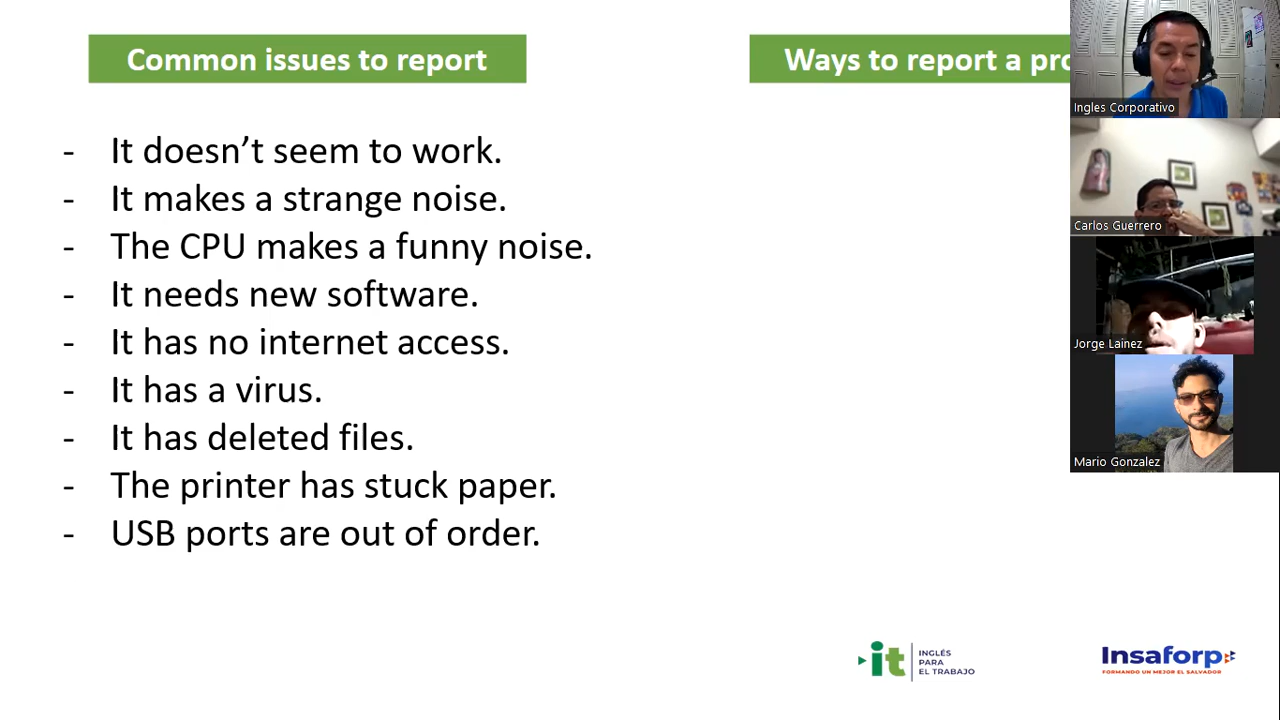 Common issues to report
- It doesn’t seem to work.
- It makes a strange noise.
- The CPU makes a funny noise.
- It needs new software.
- It has no internet access.
- It has a virus.
- It has deleted files.
- The printer has stuck paper.
- USB ports are out of order.
Ways to report a pro
Ingles Corporativo
Carlos Guerrero
Jorge Lainez
Mario Gonzalez
it
INGLÉS
PARA
EL TRABAJO
Insaforp
FORMANDO UN MEJOR EL SALVADOR